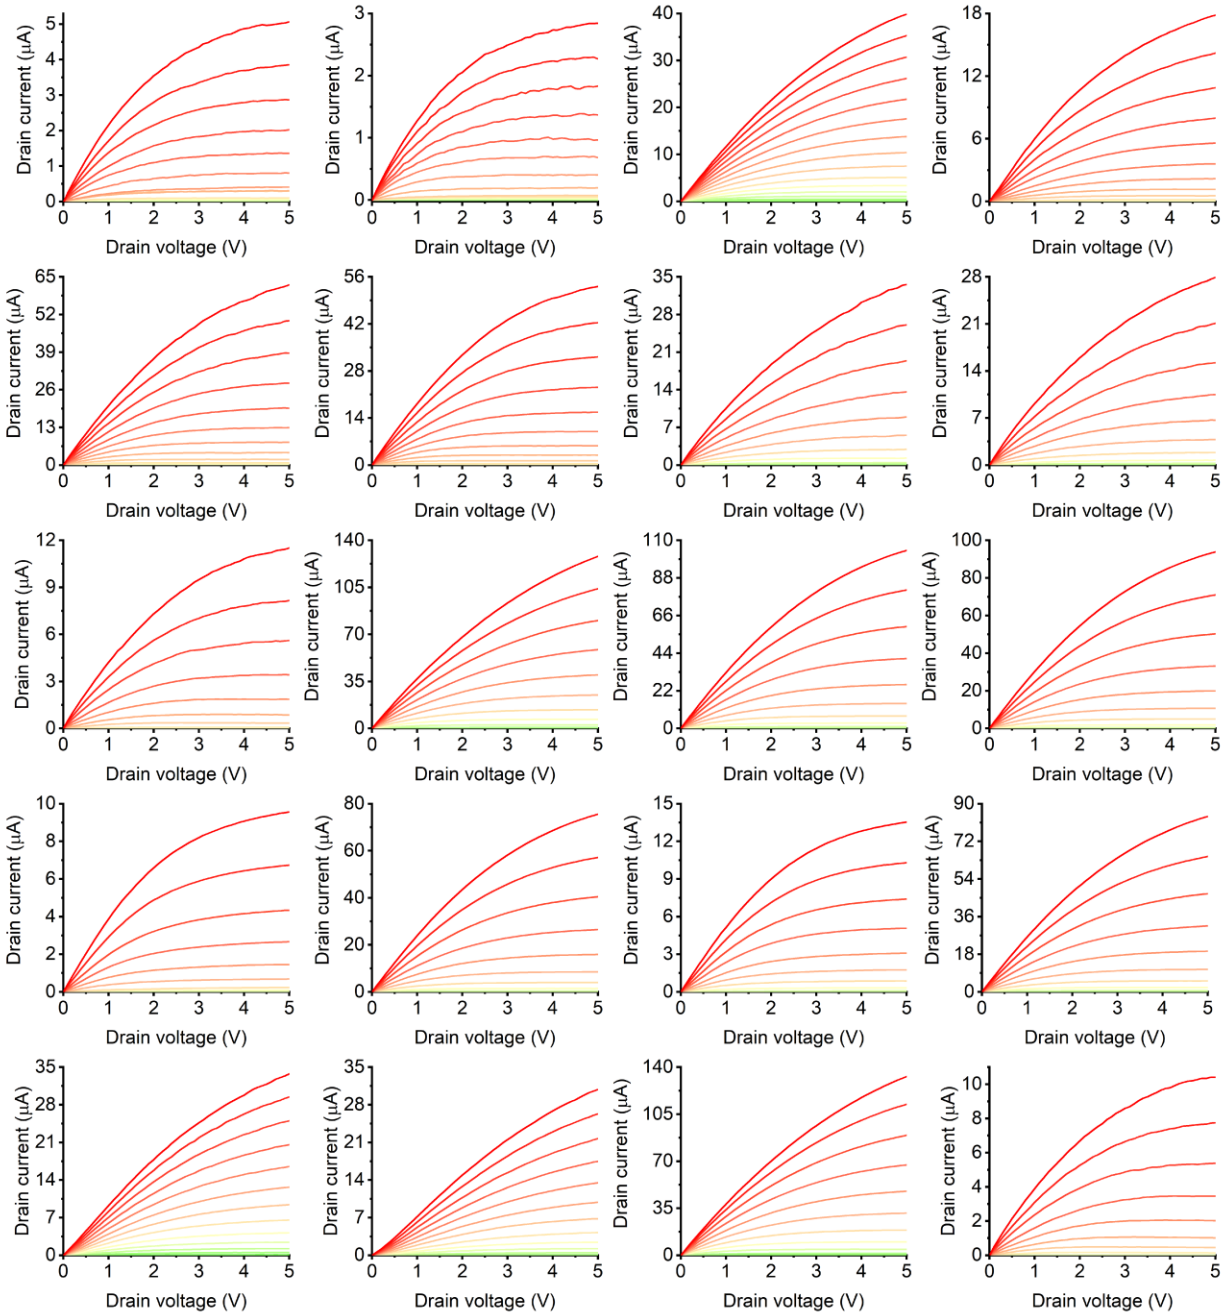 Drain current (μA)
5
4
3
2
1
0
0 1 2 3 4 5
Drain voltage (V)
Drain current (μA)
3
2
1
0
0 1 2 3 4 5
Drain voltage (V)
Drain current (μA)
40
30
20
10
0
0 1 2 3 4 5
Drain voltage (V)
Drain current (μA)
18
12
6
0
0 1 2 3 4 5
Drain voltage (V)
Drain current (μA)
65
52
39
26
13
0
0 1 2 3 4 5
Drain voltage (V)
Drain current (μA)
56
42
28
14
0
0 1 2 3 4 5
Drain voltage (V)
Drain current (μA)
35
28
21
14
7
0
0 1 2 3 4 5
Drain voltage (V)
Drain current (μA)
28
21
14
7
0
0 1 2 3 4 5
Drain voltage (V)
Drain current (μA)
12
9
6
3
0
0 1 2 3 4 5
Drain voltage (V)
Drain current (μA)
140
105
70
35
0
0 1 2 3 4 5
Drain voltage (V)
Drain current (μA)
110
88
66
44
22
0
0 1 2 3 4 5
Drain voltage (V)
Drain current (μA)
100
80
60
40
20
0
0 1 2 3 4 5
Drain voltage (V)
Drain current (μA)
10
8
6
4
2
0
0 1 2 3 4 5
Drain voltage (V)
Drain current (μA)
80
60
40
20
0
0 1 2 3 4 5
Drain voltage (V)
Drain current (μA)
15
12
9
6
3
0
0 1 2 3 4 5
Drain voltage (V)
Drain current (μA)
90
72
54
36
18
0
0 1 2 3 4 5
Drain voltage (V)
Drain current (μA)
35
28
21
14
7
0
0 1 2 3 4 5
Drain voltage (V)
Drain current (μA)
35
28
21
14
7
0
0 1 2 3 4 5
Drain voltage (V)
Drain current (μA)
140
105
70
35
0
0 1 2 3 4 5
Drain voltage (V)
Drain current (μA)
10
8
6
4
2
0
0 1 2 3 4 5
Drain voltage (V)